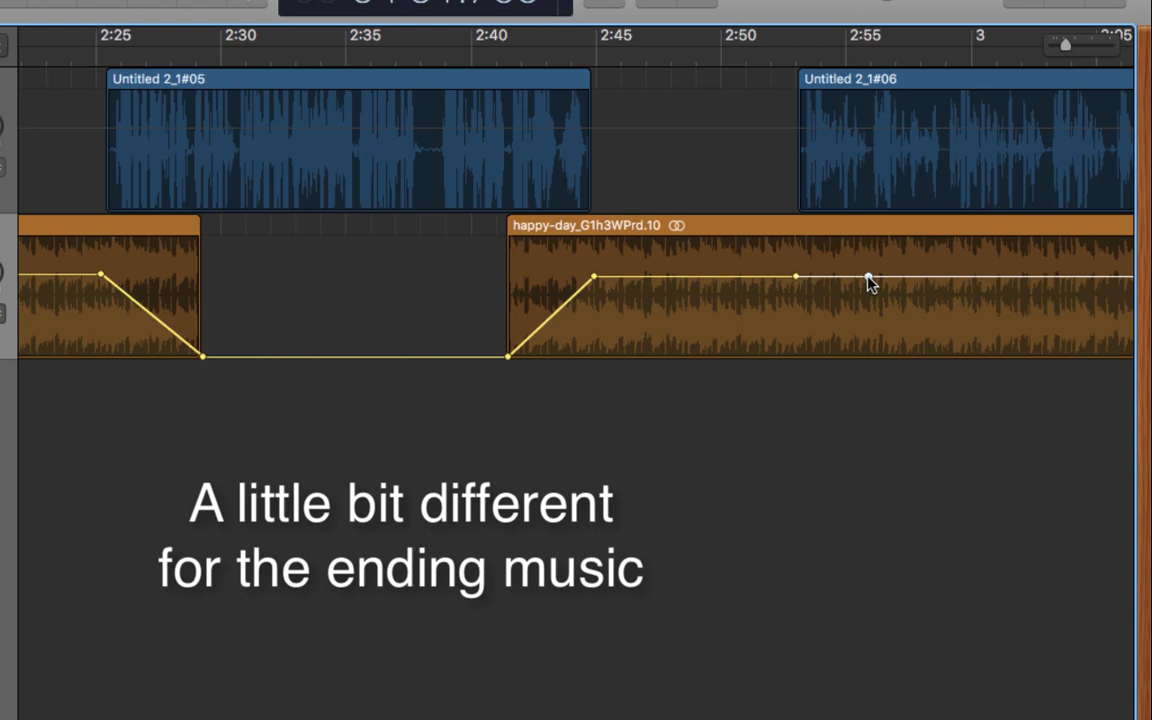 2:25 2:30 2:35 2:40 2:45 2:50 2:55 3
Untitled 2_1#05 Untitled 2_1#06
happy-day_G1h3WPrd.10
A little bit different
for the ending music